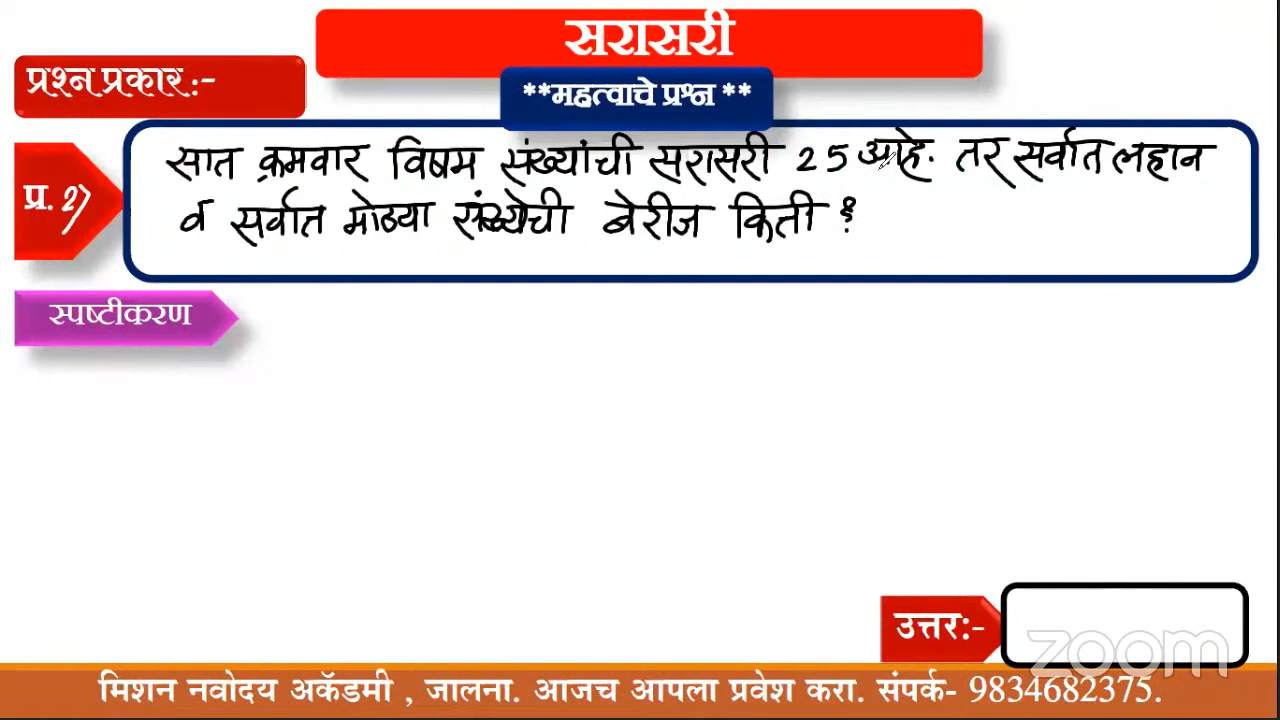 सरासरी
प्रश्न प्रकार :-
**महत्वाचे प्रश्न **
प्र. 2)
सात क्रमवार विषम संख्यांची सरासरी 25 आहे. तर सर्वात लहान
व सर्वात मोठ्या संख्येची बेरीज किती ?
स्पष्टीकरण
उत्तर:-
zoom
मिशन नवोदय अकॅडमी , जालना. आजच आपला प्रवेश करा. संपर्क- 9834682375.